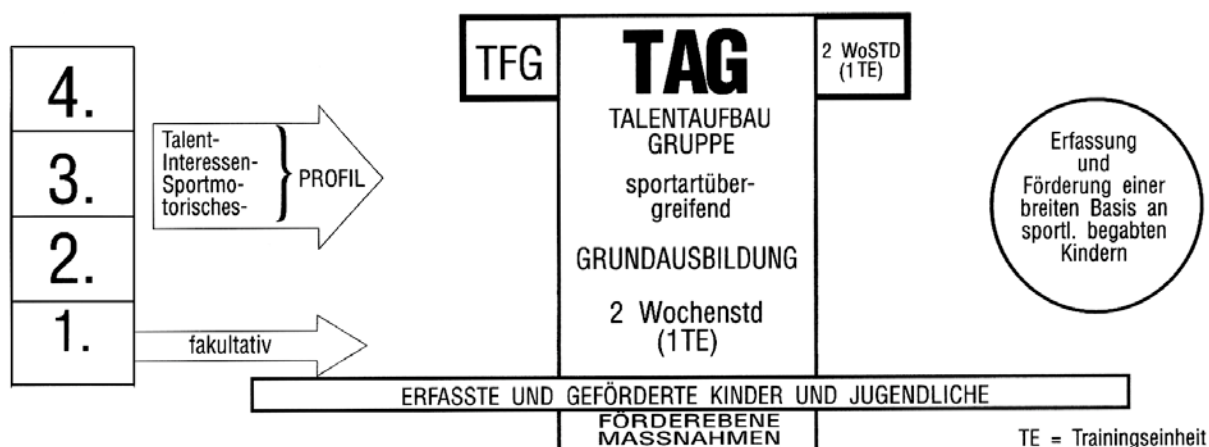 4.
3.
2.
1.
Talent-
Interessen-
Sportmo-
torisches-
PROFIL
fakultativ
TFG
TAG
TALENTAUFBAU
GRUPPE
sportartüber-
greifend
GRUNDAUSBILDUNG
2 Wochenstd
(1TE)
2 WoSTD
(1TE)
Erfassung
und
Förderung einer
breiten Basis an
sportl. begabten
Kindern
ERFASSTE UND GEFÖRDERTE KINDER UND JUGENDLICHE
FÖRDEREBENE
MASSNAHMEN
TE = Trainingseinheit